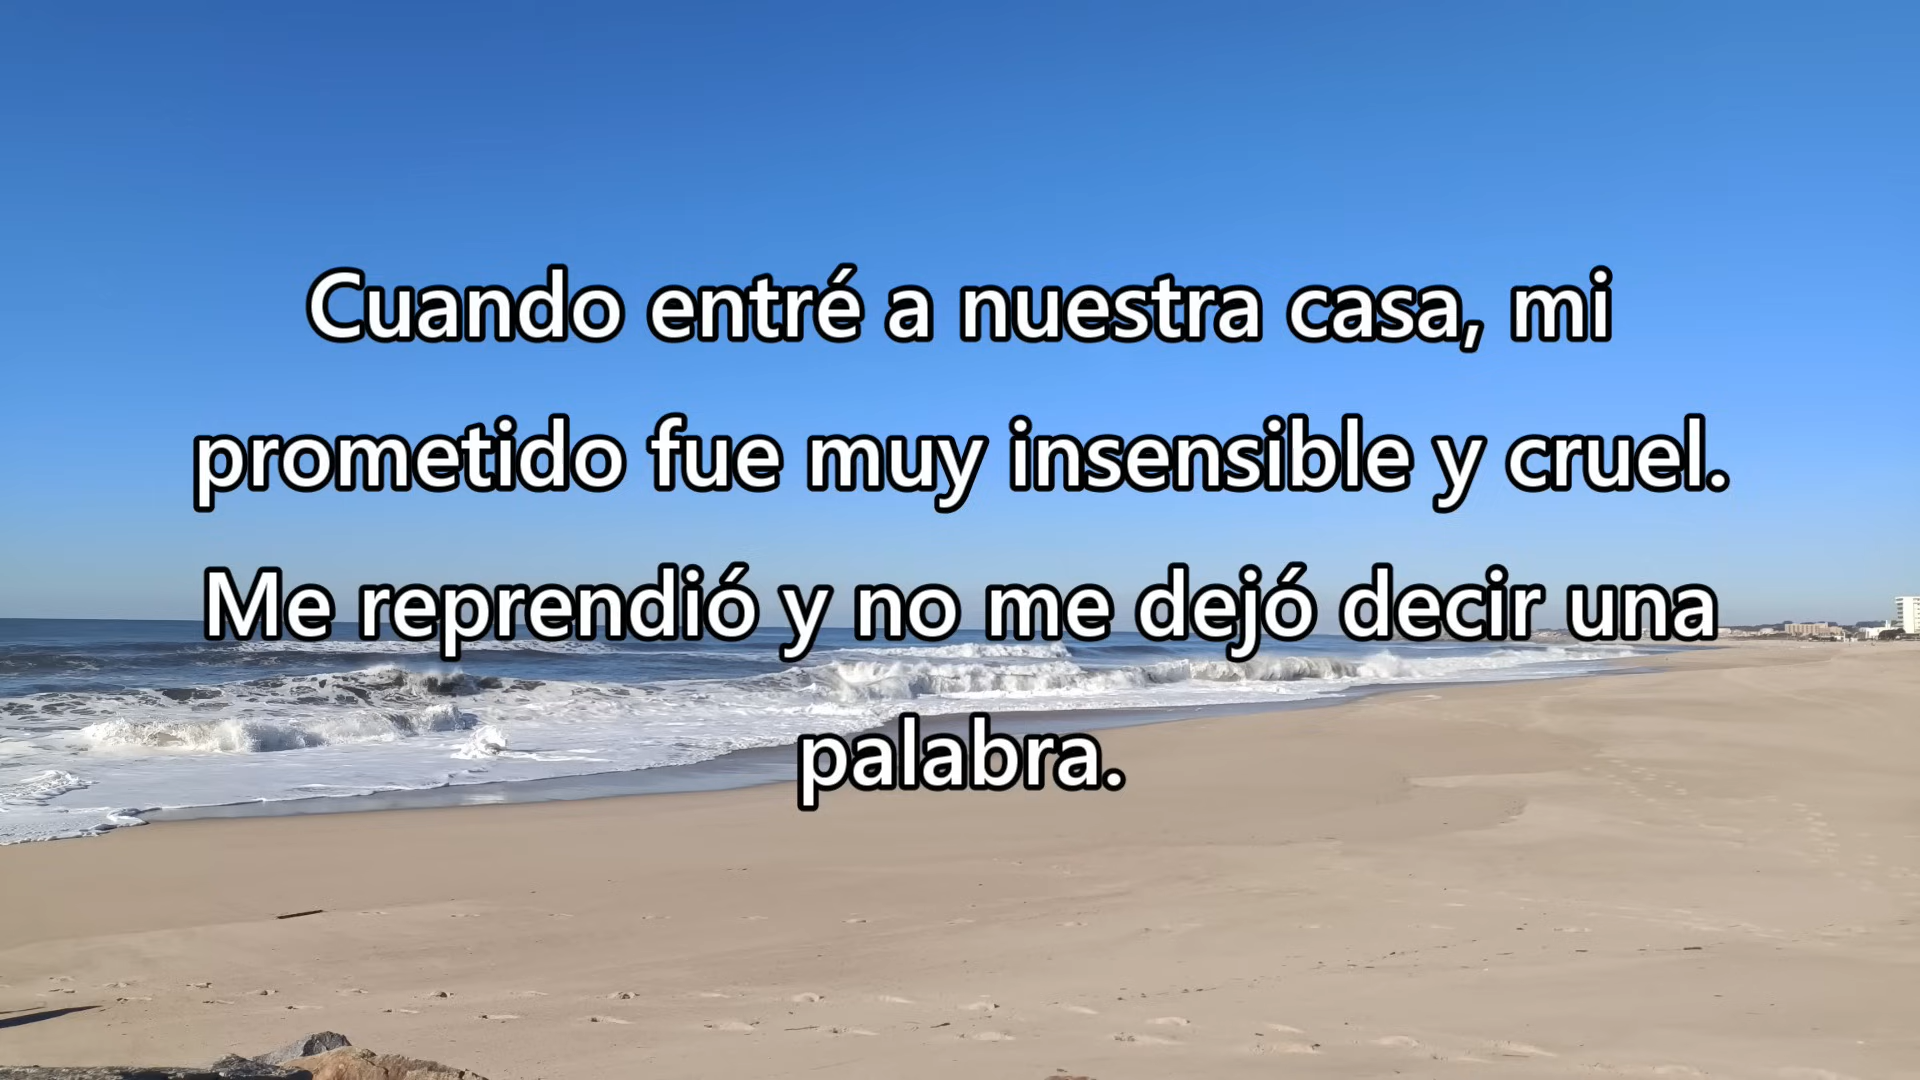 Cuando entré a nuestra casa, mi
prometido fue muy insensible y cruel.
Me reprendió y no me dejó decir una
palabra.